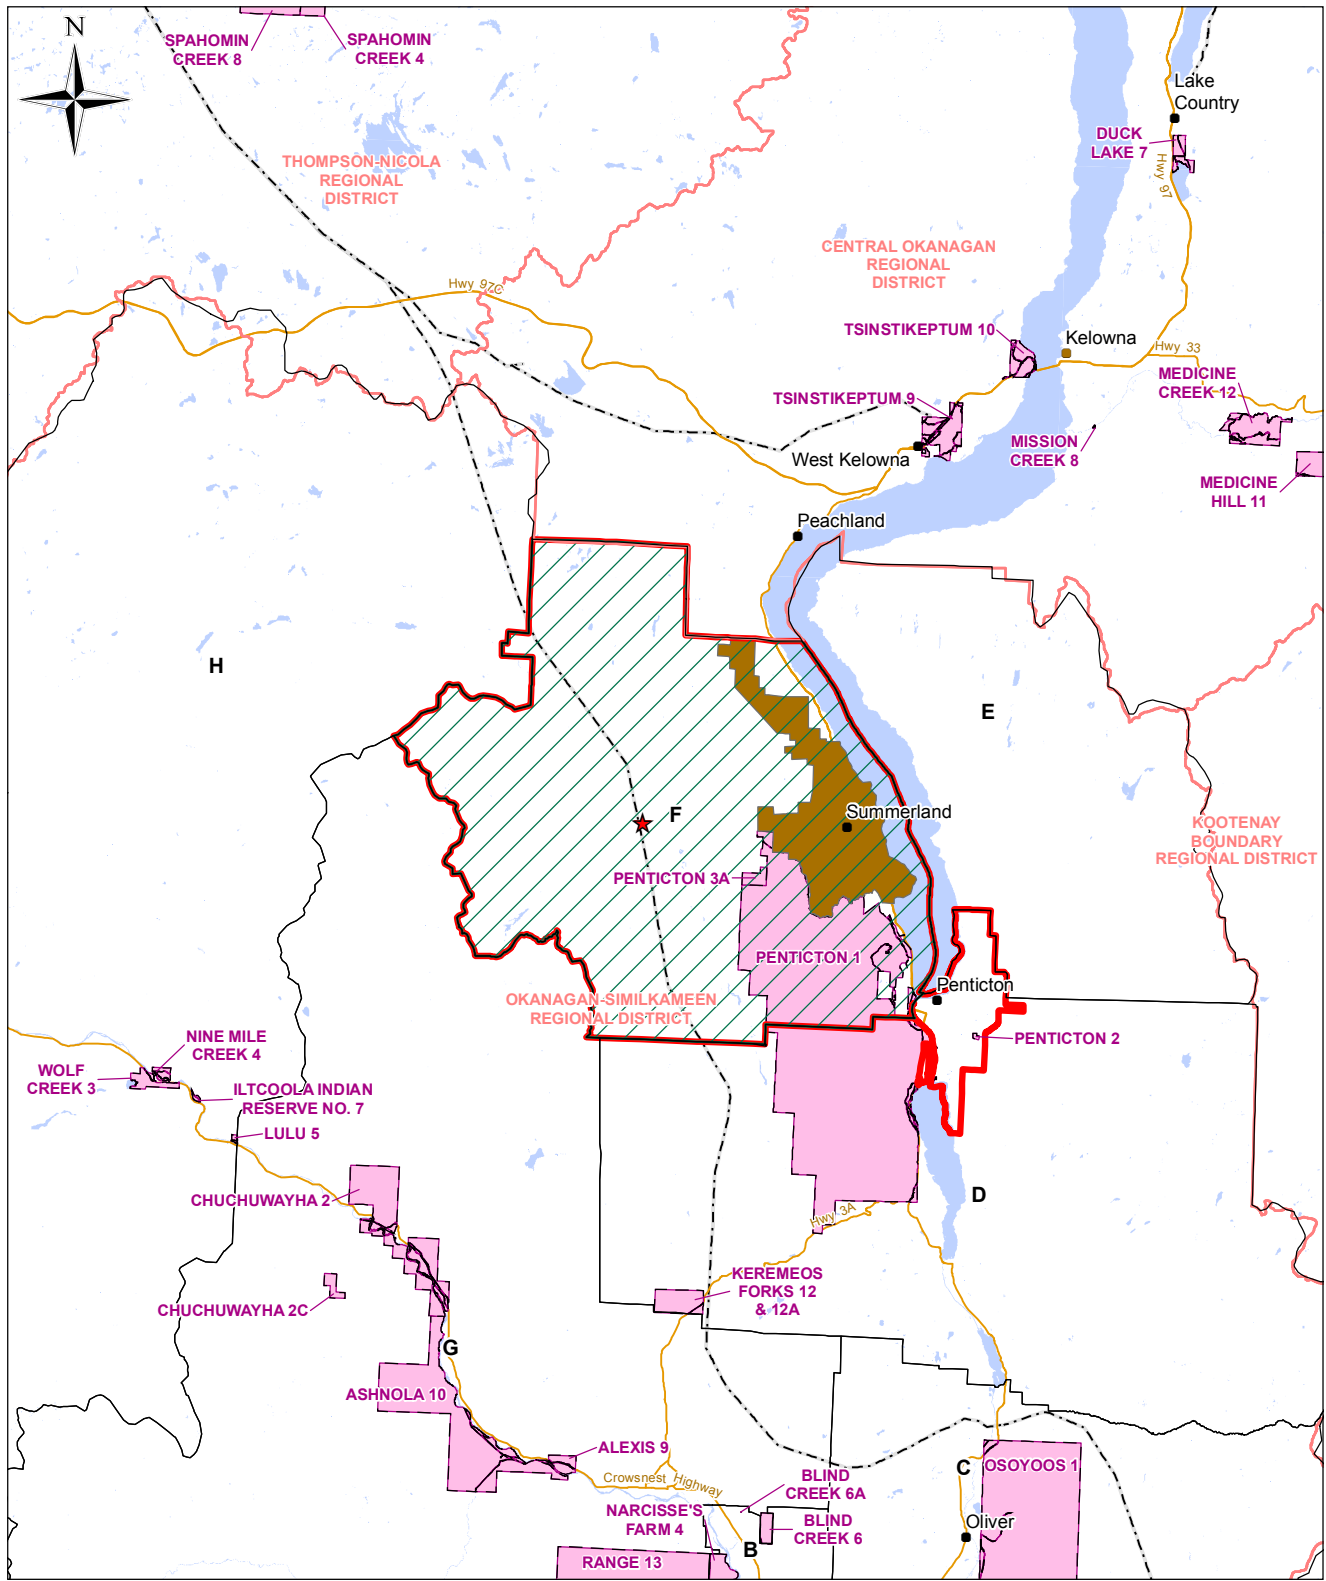 N
SPAHOMIN
CREEK 8
SPAHOMIN
CREEK 4
Lake
Country
DUCK
LAKE 7
Hwy 97
THOMPSON-NICOLA
REGIONAL
DISTRICT
CENTRAL OKANAGAN
REGIONAL
DISTRICT
Hwy 97C
TSINSTIKEPTUM 10
Kelowna
Hwy 33
MEDICINE
CREEK 12
TSINSTIKEPTUM 9
MISSION
CREEK 8
West Kelowna
MEDICINE
HILL 11
Peachland
H
E
F
Summerland
KOOTENAY
BOUNDARY
REGIONAL DISTRICT
PENTICTON 3A
PENTICTON 1
Penticton
OKANAGAN-SIMILKAMEEN
REGIONAL DISTRICT
PENTICTON 2
NINE MILE
CREEK 4
WOLF
CREEK 3
ILTCOOLA INDIAN
RESERVE NO. 7
LULU 5
CHUCHUWAYHA 2
D
Hwy 3A
KEREMEOS
FORKS 12
& 12A
CHUCHUWAYHA 2C
G
ASHNOLA 10
ALEXIS 9
Crowsnest Highway
BLIND
CREEK 6A
C
OSOYOOS 1
NARCISSE'S
FARM 4
BLIND
CREEK 6
Oliver
B
RANGE 13